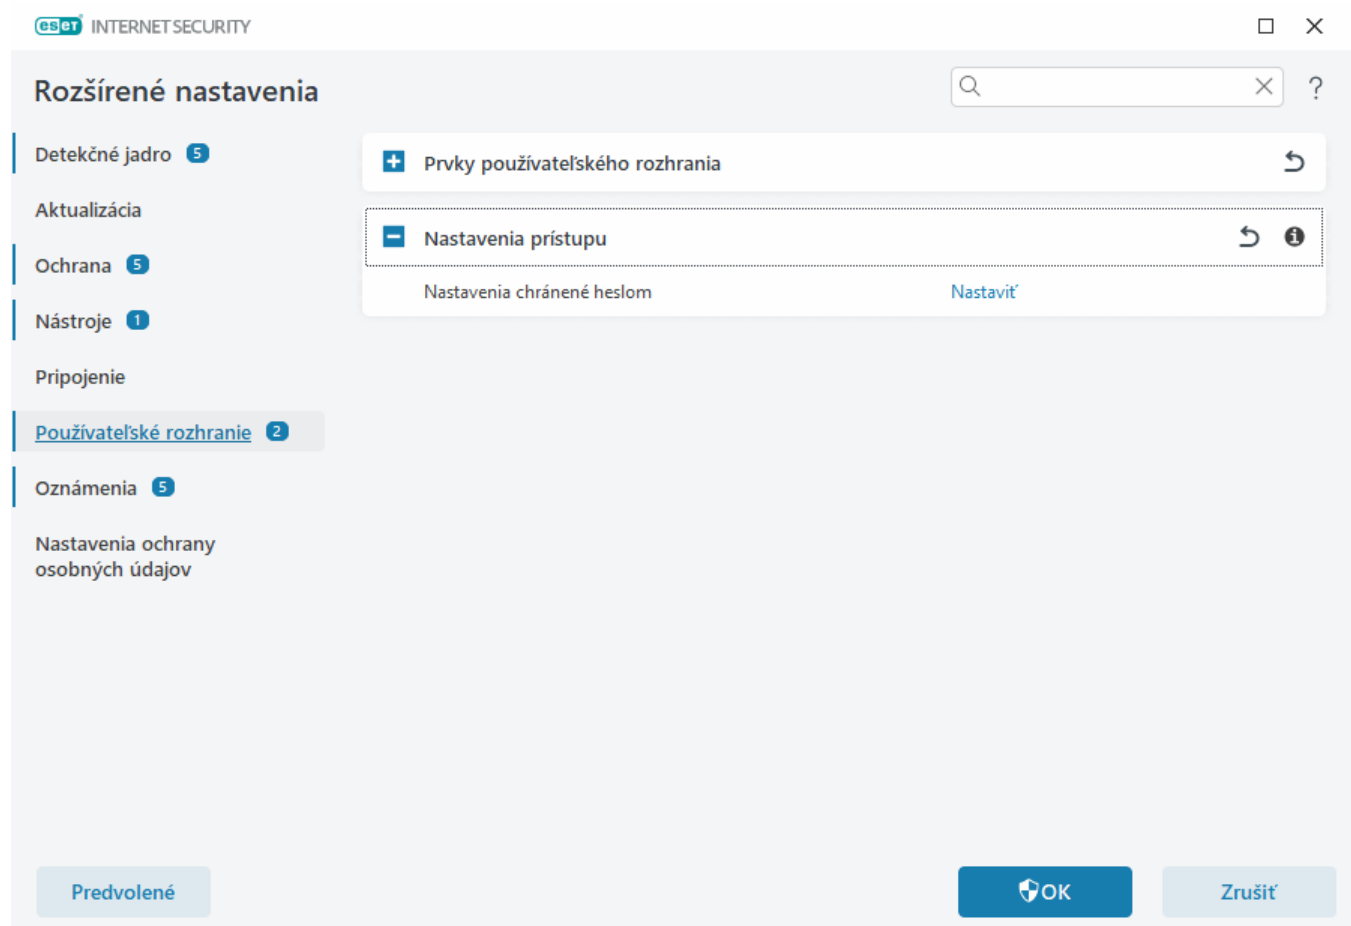 eset INTERNET SECURITY
Rozšírené nastavenia
?
Detekčné jadro 5
Aktualizácia
Ochrana 5
Nástroje 1
Pripojenie
Používateľské rozhranie 2
Oznámenia 5
Nastavenia ochrany
osobných údajov
Prvky používateľského rozhrania
Nastavenia prístupu
Nastavenia chránené heslom Nastaviť
Predvolené
OK
Zrušiť